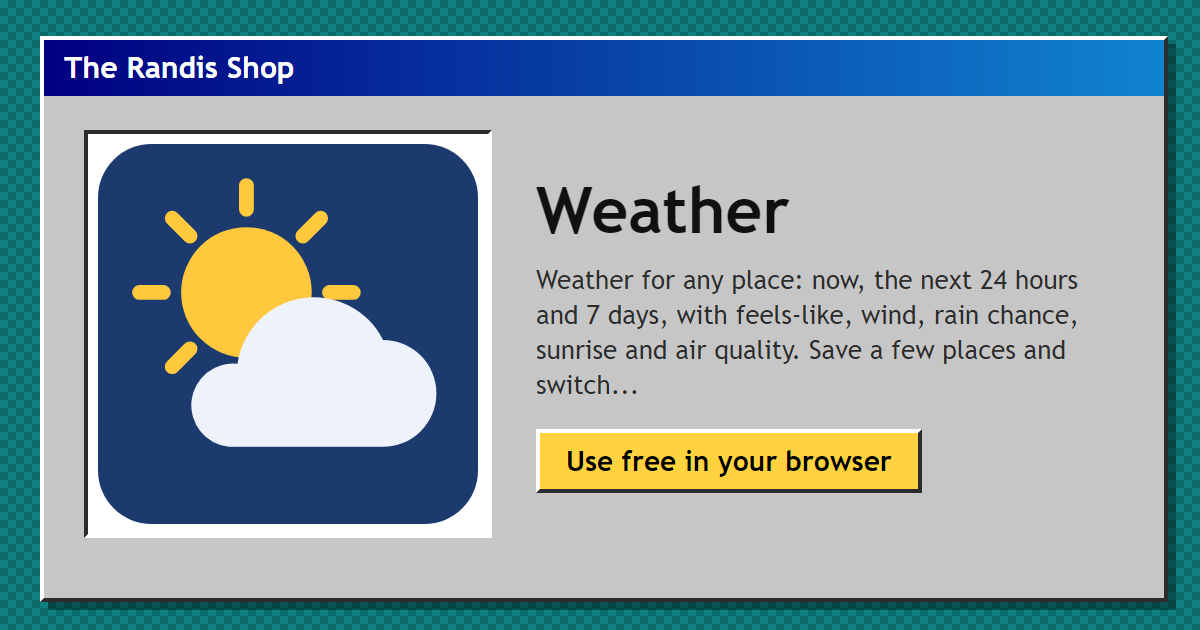 The Randis Shop
Weather
Weather for any place: now, the next 24 hours
and 7 days, with feels-like, wind, rain chance,
sunrise and air quality. Save a few places and
switch...
Use free in your browser